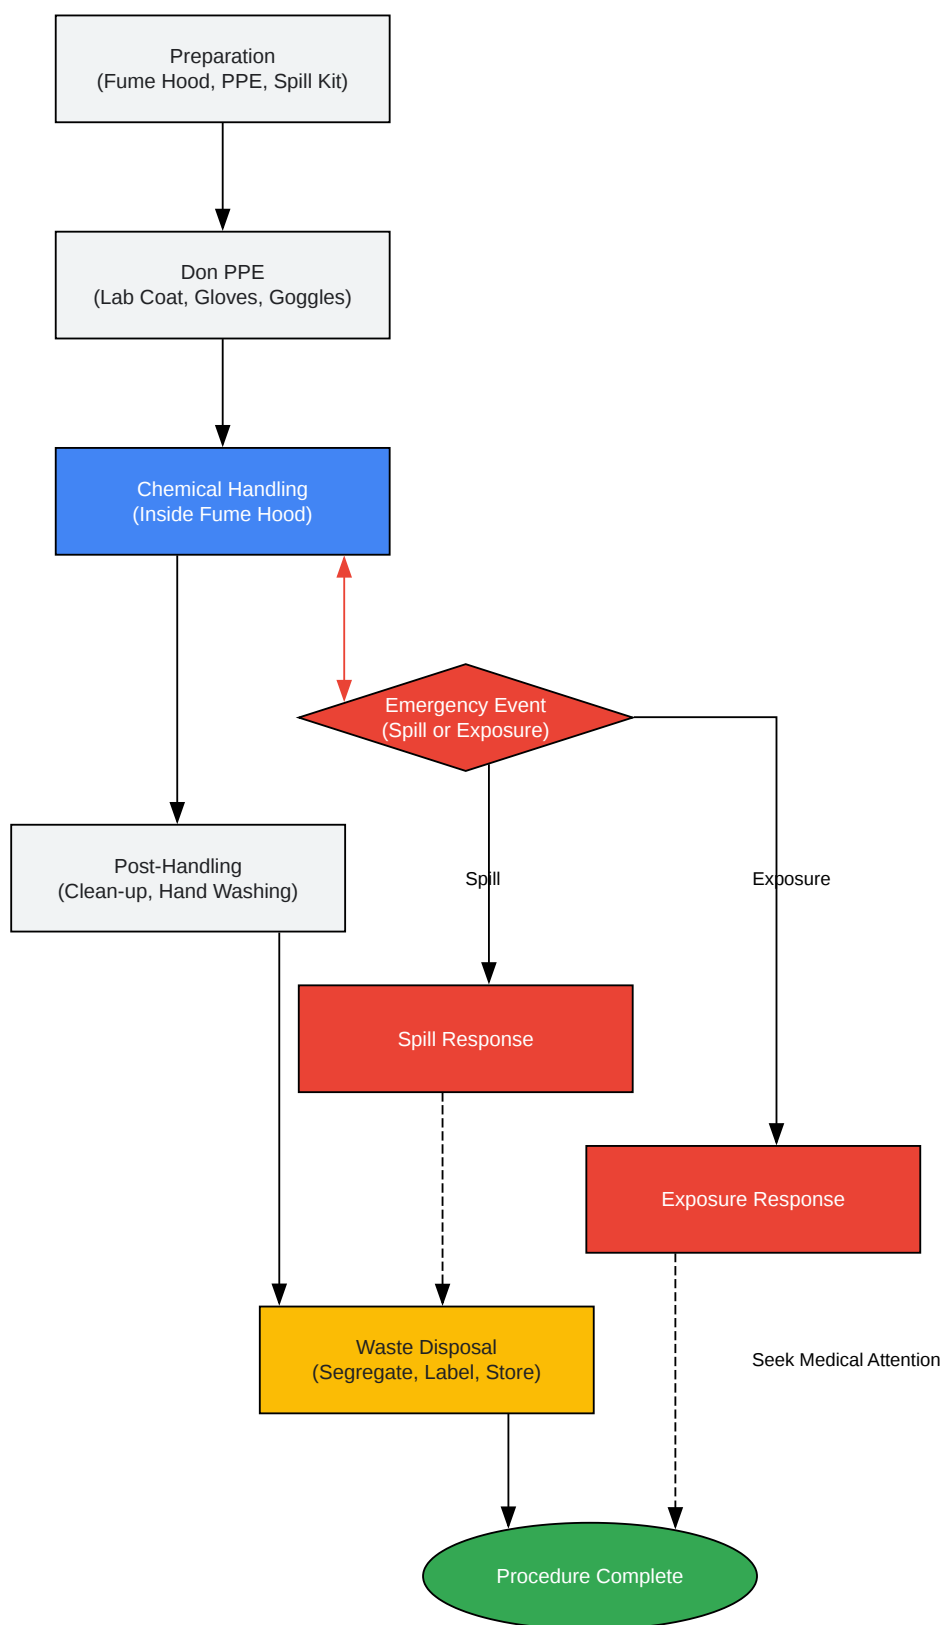 Preparation
(Fume Hood, PPE, Spill Kit)
Don PPE
(Lab Coat, Gloves, Goggles)
Chemical Handling
(Inside Fume Hood)
Emergency Event
(Spill or Exposure)
Post-Handling
(Clean-up, Hand Washing)
Spill
Exposure
Spill Response
Exposure Response
Waste Disposal
(Segregate, Label, Store)
Seek Medical Attention
Procedure Complete